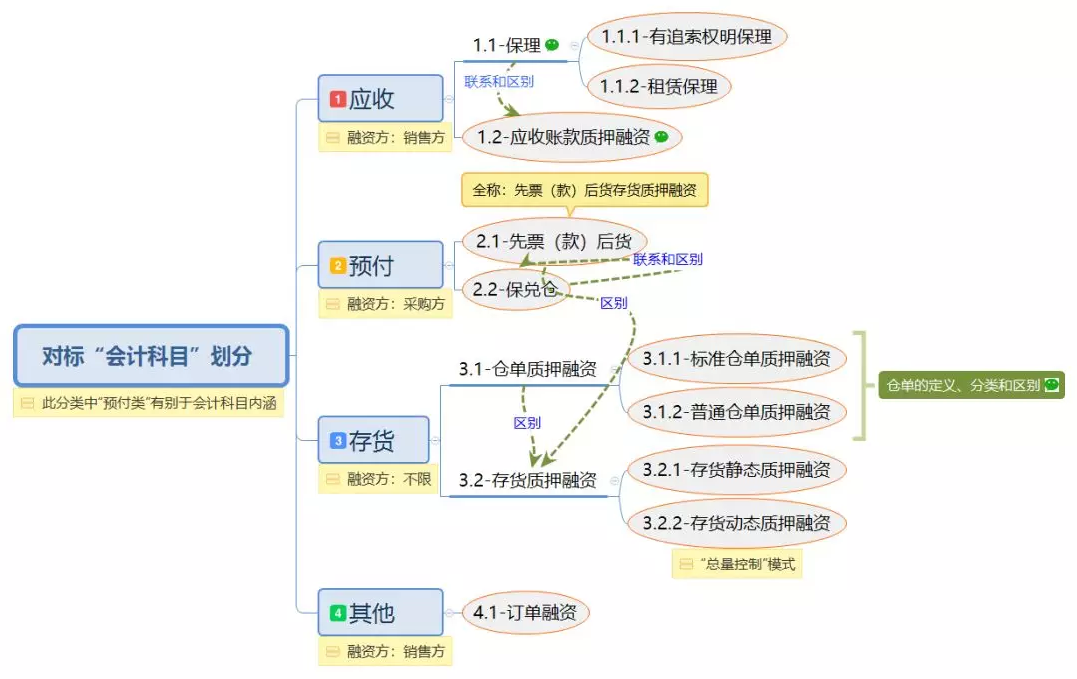 对标“会计科目”划分
此分类中“预付类”有别于会计科目内涵
1 应收
融资方：销售方
1.1-保理
1.1.1-有追索权明保理
1.1.2-租赁保理
联系和区别
1.2-应收账款质押融资
全称：先票（款）后货存货质押融资
2 预付
融资方：采购方
2.1-先票（款）后货
联系和区别
2.2-保兑仓
区别
3 存货
融资方：不限
3.1-仓单质押融资
3.1.1-标准仓单质押融资
3.1.2-普通仓单质押融资
仓单的定义、分类和区别
区别
3.2-存货质押融资
3.2.1-存货静态质押融资
3.2.2-存货动态质押融资
“总量控制”模式
4 其他
融资方：销售方
4.1-订单融资